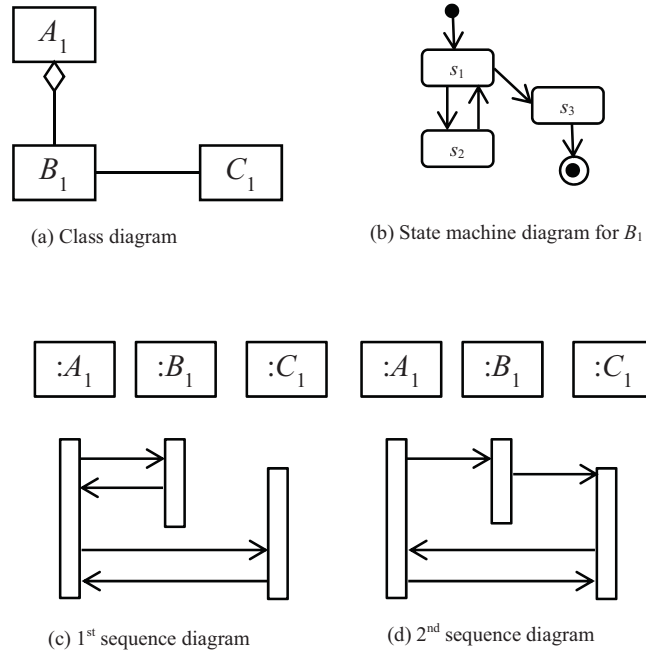 A₁
B₁ C₁
(a) Class diagram
s₁
s₃
s₂
(b) State machine diagram for B₁
:A₁ :B₁ :C₁ :A₁ :B₁ :C₁
(c) 1ˢᵗ sequence diagram
(d) 2ⁿᵈ sequence diagram